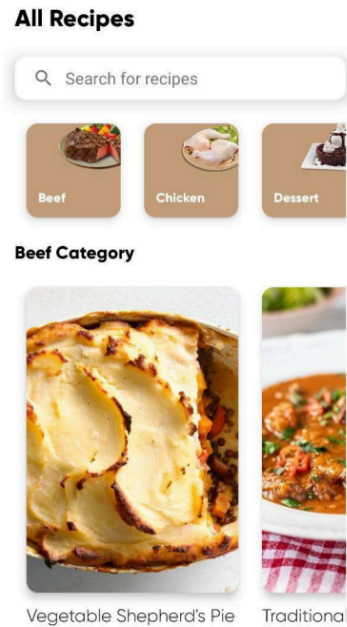 All Recipes
Search for recipes
Beef Chicken Dessert
Beef Category
Vegetable Shepherd's Pie Traditional